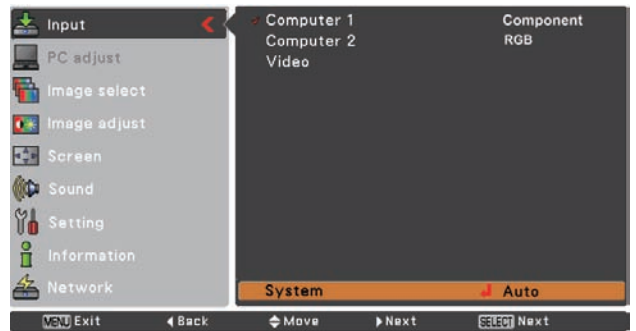 Input
PC adjust
Image select
Image adjust
Screen
Sound
Setting
Information
Network
Computer 1 Component
Computer 2 RGB
Video
System Auto
MENU Exit Back Move Next SELECT Next